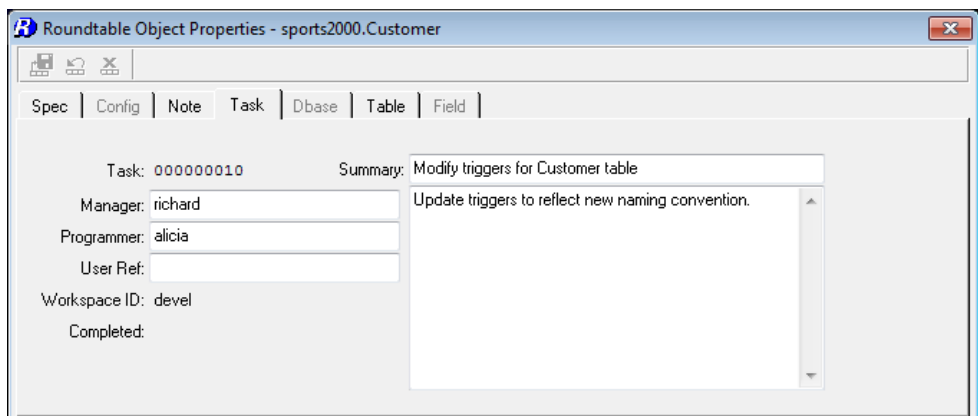 Roundtable Object Properties - sports2000.Customer
Spec Config Note Task Dbase Table Field
Task: 000000010 Summary: Modify triggers for Customer table
Manager: richard Update triggers to reflect new naming convention.
Programmer: alicia
User Ref:
Workspace ID: devel
Completed: